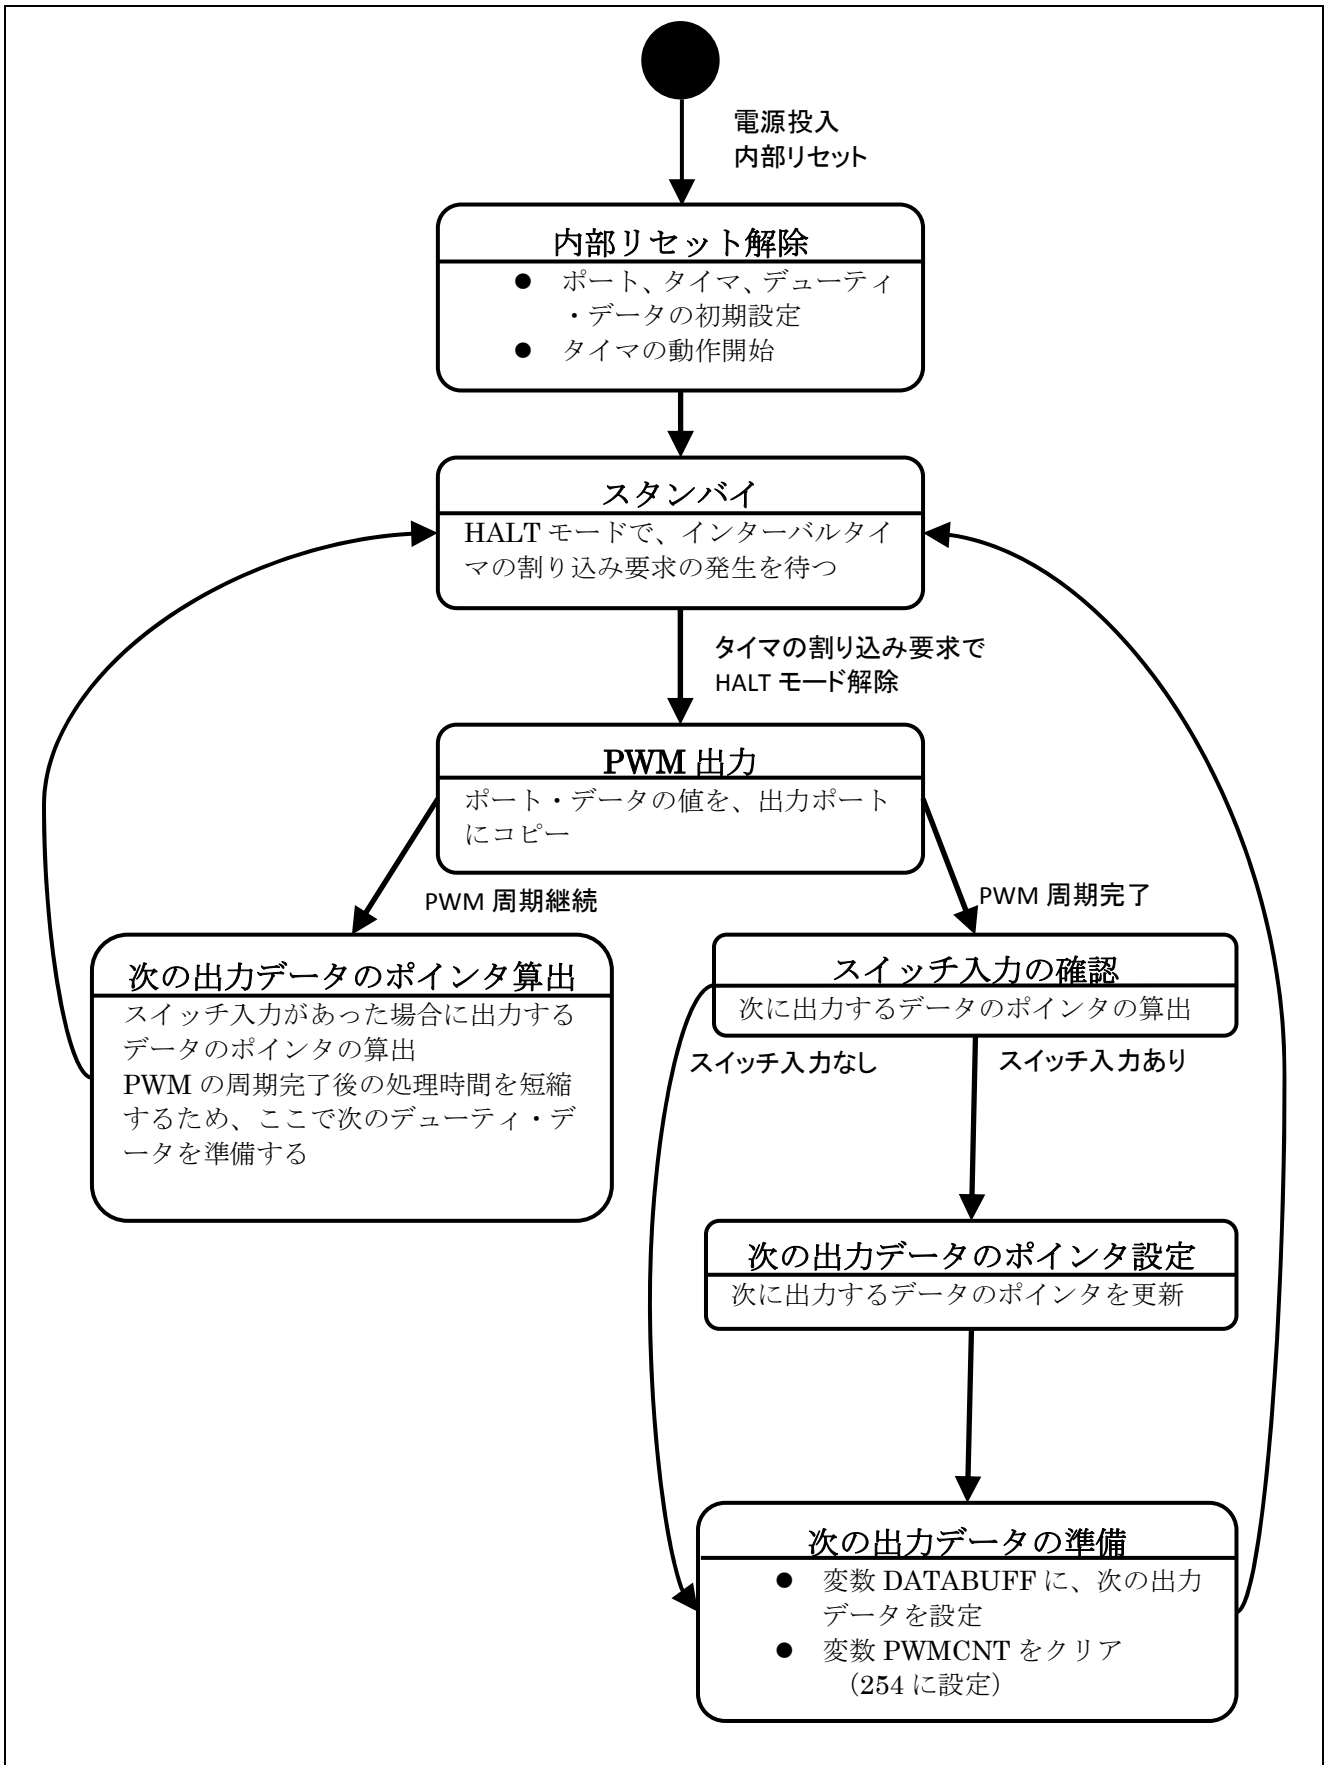 電源投入
内部リセット
内部リセット解除
● ポート、タイマ、デューティ
・データの初期設定
● タイマの動作開始
スタンバイ
HALT モードで、インターバルタイ
マの割り込み要求の発生を待つ
タイマの割り込み要求で
HALT モード解除
PWM 出力
ポート・データの値を、出力ポート
にコピー
PWM 周期継続
PWM 周期完了
次の出力データのポインタ算出
スイッチ入力があった場合に出力する
データのポインタの算出
PWM の周期完了後の処理時間を短縮
するため、ここで次のデューティ・デ
ータを準備する
スイッチ入力の確認
次に出力するデータのポインタの算出
スイッチ入力なし
スイッチ入力あり
次の出力データのポインタ設定
次に出力するデータのポインタを更新
次の出力データの準備
● 変数 DATABUFF に、次の出力
データを設定
● 変数 PWMCNT をクリア
（254 に設定）